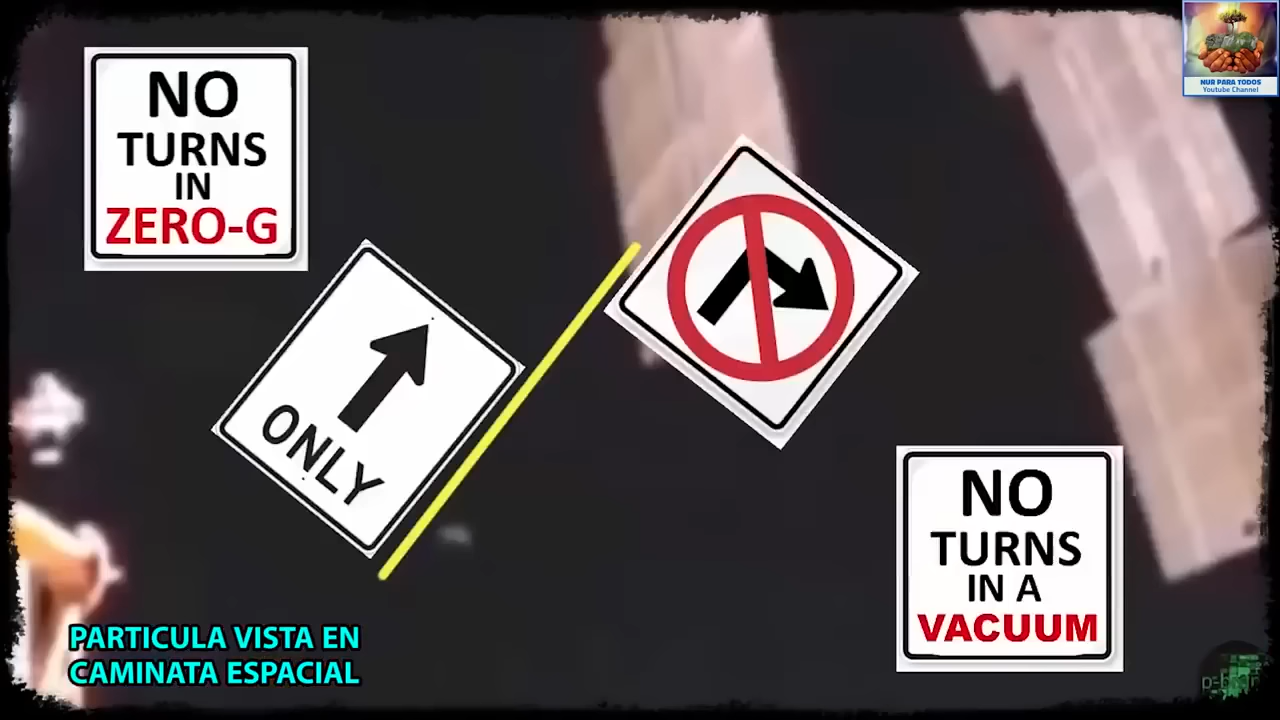 NUR PARA TODOS
Youtube Channel
NO
TURNS
IN
ZERO-G
ONLY
NO
TURNS
IN A
VACUUM
PARTICULA VISTA EN
CAMINATA ESPACIAL